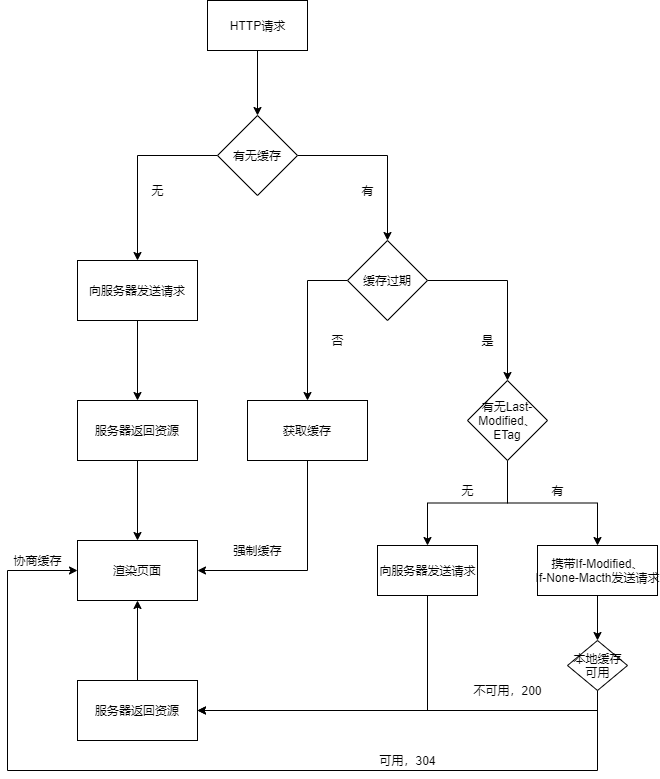 HTTP请求
有无缓存
无
有
向服务器发送请求
缓存过期
否
是
服务器返回资源
获取缓存
有无Last-
Modified、
ETag
无
有
协商缓存
渲染页面
强制缓存
向服务器发送请求
携带If-Modified、
If-None-Macth发送请求
本地缓存
可用
不可用，200
服务器返回资源
可用，304